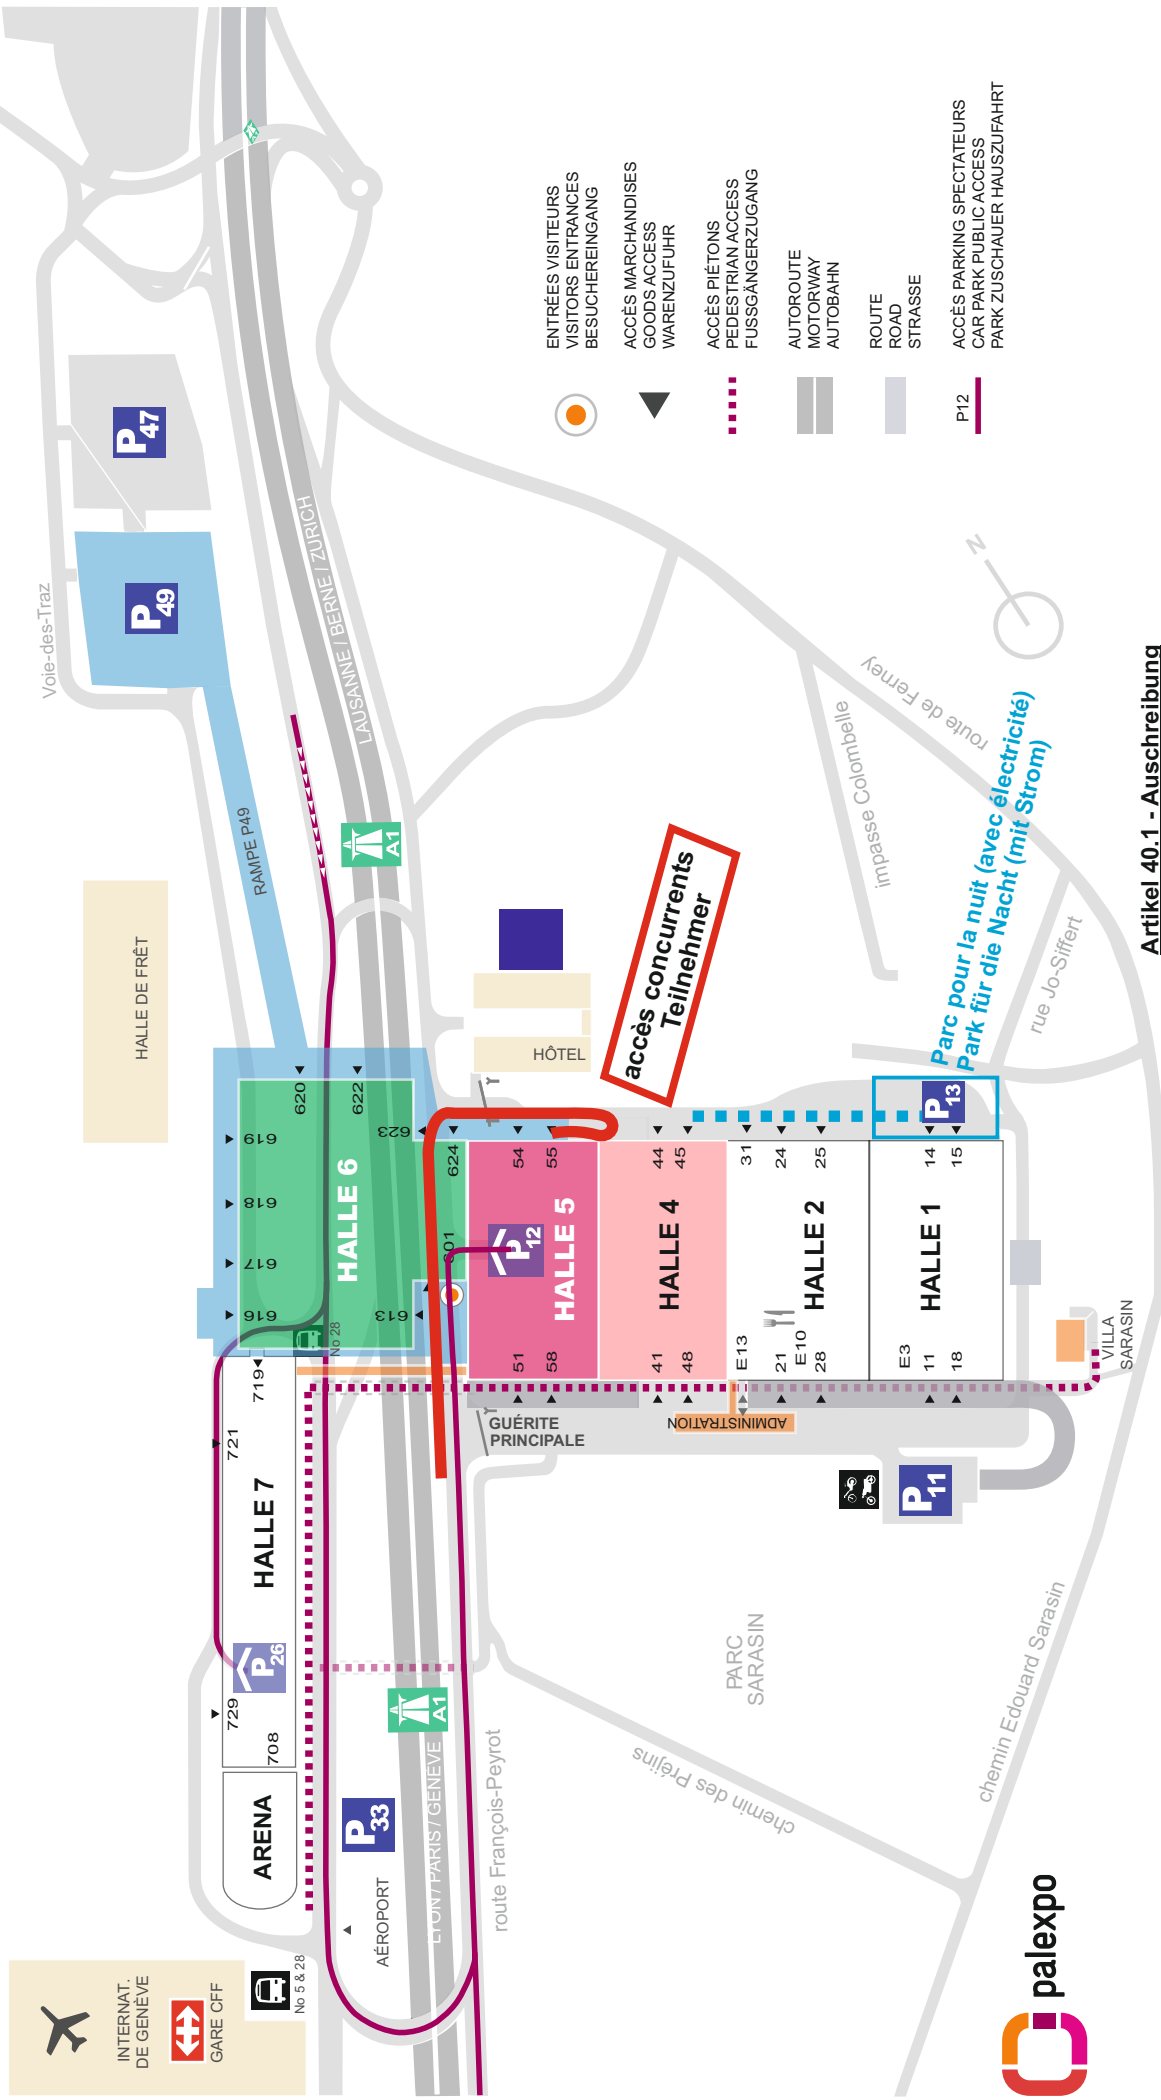 Voie-des-Traz
P47
P49
HALLE DE FRÊT
RAMPE P49
LAUSANNE / BERNE / ZURICH
A1
ENTRÉES VISITEURS
VISITORS ENTRANCES
BESUCHEREINGANG
ACCÈS MARCHANDISES
GOODS ACCESS
WARENZUFUHR
ACCÈS PIÉTONS
PEDESTRIAN ACCESS
FUSSGÄNGERZUGANG
AUTOROUTE
MOTORWAY
AUTOBAHN
ROUTE
ROAD
STRASSE
P12
ACCÈS PARKING SPECTATEURS
CAR PARK PUBLIC ACCESS
PARK ZUSCHAUER HAUSZUFAHRT
N
route de Ferney
impasse Colombelle
rue Jo-Siffert
Parc pour la nuit (avec électricité)
Park für die Nacht (mit Strom)
P13
accès concurrents
Teilnehmer
HÔTEL
HALLE 6
616
617
618
619
620
622
623
624
613
601
No 28
HALLE 5
P12
54
55
51
58
HALLE 4
44
45
41
48
HALLE 2
31
24
25
E13
21
E10
28
HALLE 1
14
15
E3
11
18
Y
Y
GUÉRITE
PRINCIPALE
ADMINISTRATION
VILLA
SARASIN
P11
PARC
SARASIN
chemin des Préjins
chemin Edouard Sarasin
route François-Peyrot
HALLE 7
719
721
729
708
P26
ARENA
P33
AÉROPORT
A1
LYON / PARIS / GENÈVE
INTERNAT.
DE GENÈVE
GARE CFF
No 5 & 28
palexpo
Artikel 40.1 - Auschreibung